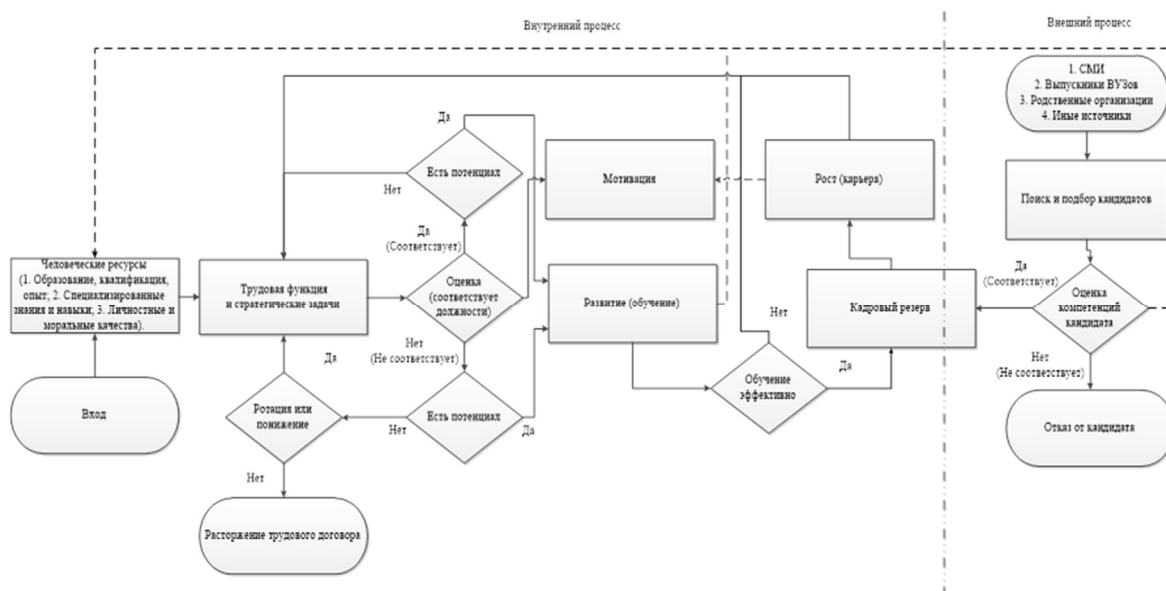 Внутренний процесс
Внешний процесс
1. СМИ
2. Выпускники ВУЗов
3. Родственные организации
4. Иные источники
Да
Есть потенциал
Нет
Мотивация
Рост (карьера)
Поиск и подбор кандидатов
Да
(Соответствует)
Да
(Соответствует)
Человеческие ресурсы
(1. Образование, квалификация,
опыт; 2. Специализированные
знания и навыки; 3. Личностные и
моральные качества).
Трудовая функция
и стратегические задачи
Оценка
(соответствует
должности)
Развитие (обучение)
Кадровый резерв
Оценка
компетенций
кандидата
Нет
(Не соответствует)
Нет
Да
Нет
(Не соответствует)
Вход
Ротация или
понижение
Есть потенциал
Нет
Да
Обучение
эффективно
Да
Отказ от кандидата
Нет
Расторжение трудового договора